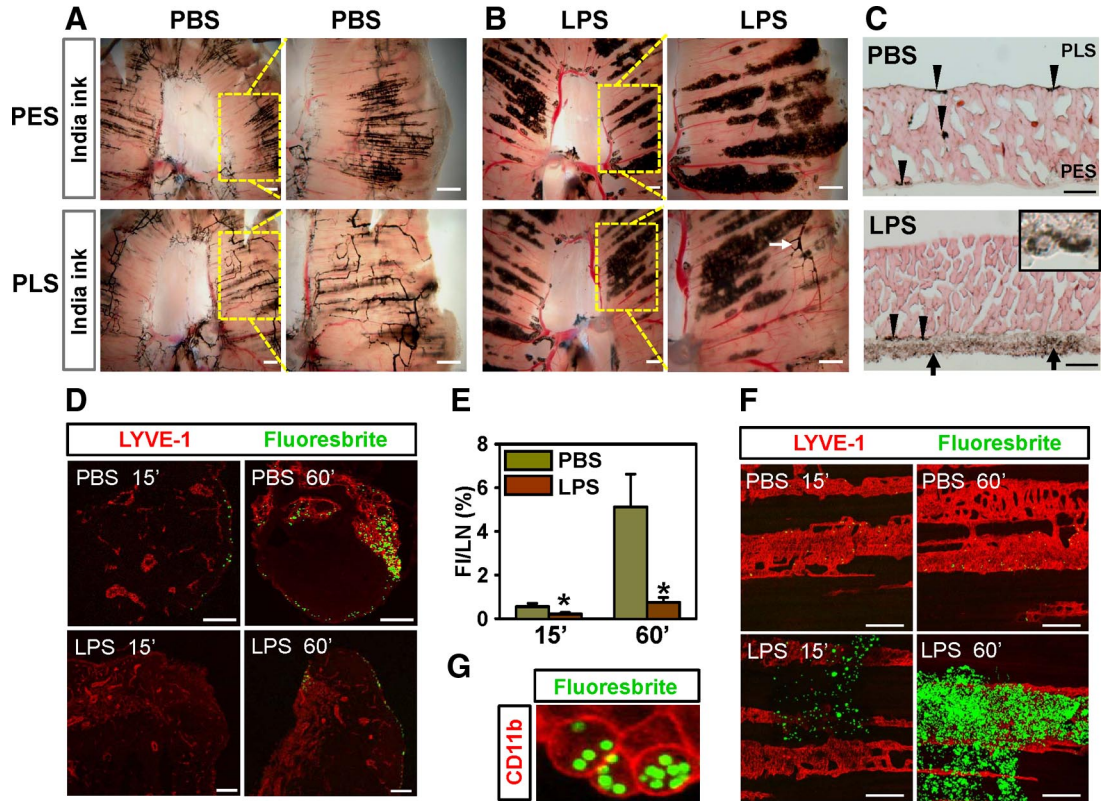 A
PBS
PBS
B
LPS
LPS
C
PES
India ink
PLS
India ink
PBS
PLS
PES
LPS
D
LYVE-1
Fluoresbrite
PBS 15’
PBS 60’
LPS 15’
LPS 60’
E
FI/LN (%)
8
6
4
2
0
PBS
LPS
*
*
15’
60’
G
Fluoresbrite
CD11b
F
LYVE-1
Fluoresbrite
PBS 15’
PBS 60’
LPS 15’
LPS 60’